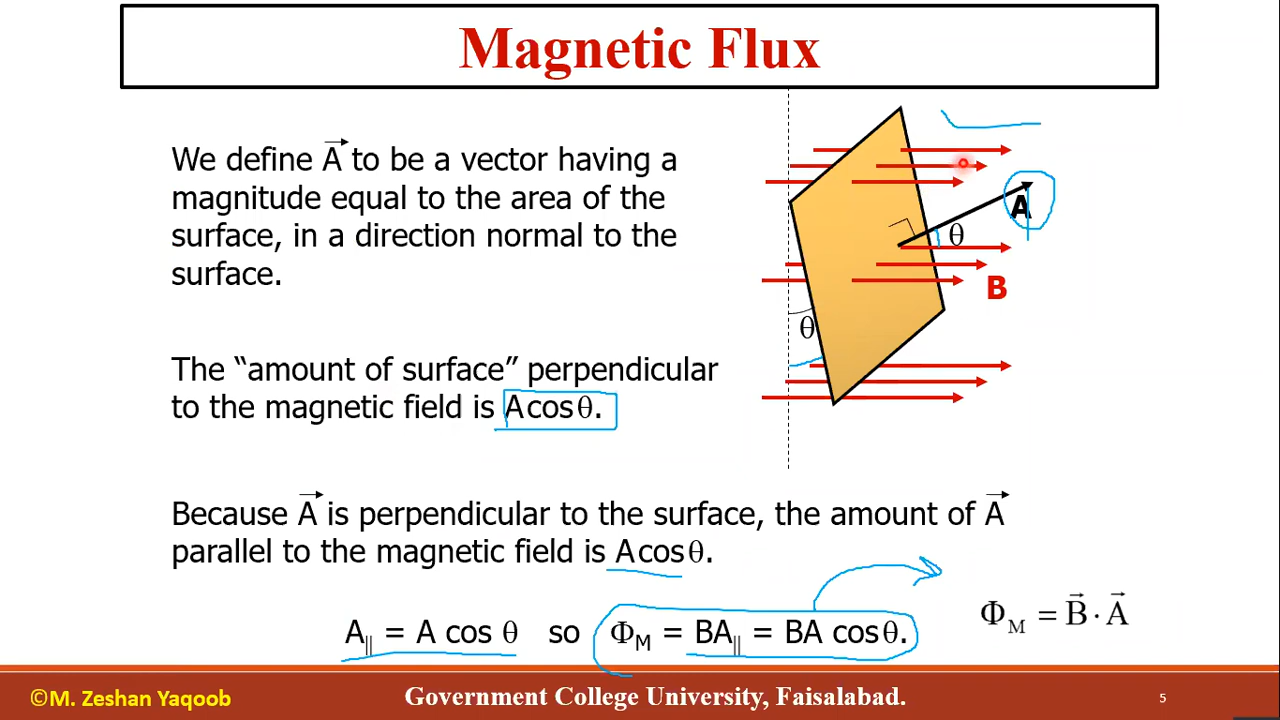 Magnetic Flux
We define A to be a vector having a
magnitude equal to the area of the
surface, in a direction normal to the
surface.
A
θ
B
θ
The “amount of surface” perpendicular
to the magnetic field is Acosθ.
Because A is perpendicular to the surface, the amount of A
parallel to the magnetic field is Acosθ.
A|| = A cos θ so ΦM = BA|| = BA cosθ.
ΦM = B · A
©M. Zeshan Yaqoob
Government College University, Faisalabad.
5